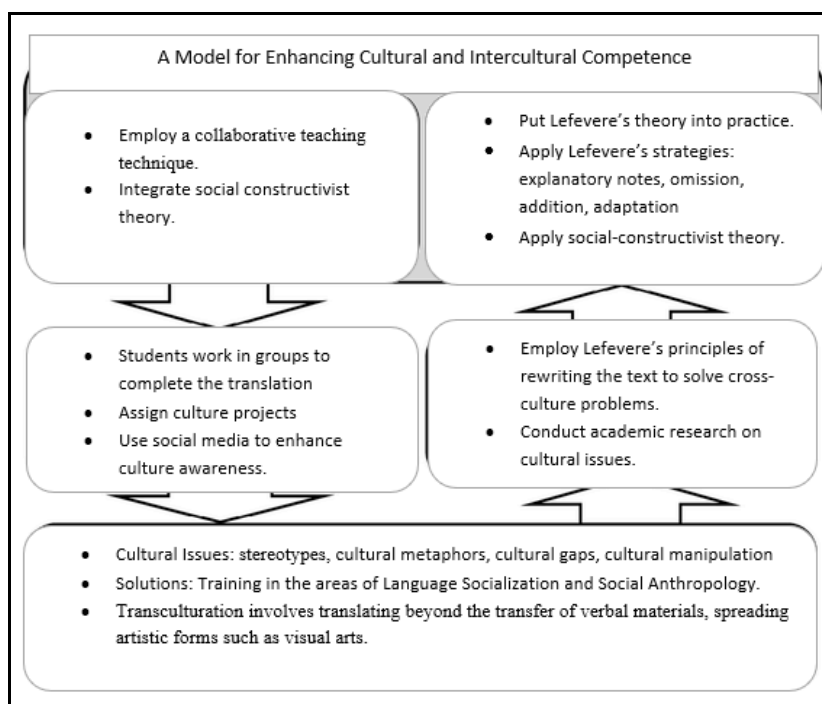 A Model for Enhancing Cultural and Intercultural Competence
• Employ a collaborative teaching
technique.
• Integrate social constructivist
theory.
• Put Lefevere's theory into practice.
• Apply Lefevere's strategies:
explanatory notes, omission,
addition, adaptation
• Apply social-constructivist theory.
• Students work in groups to
complete the translation
• Assign culture projects
• Use social media to enhance
culture awareness.
• Employ Lefevere's principles of
rewriting the text to solve cross-
culture problems.
• Conduct academic research on
cultural issues.
• Cultural Issues: stereotypes, cultural metaphors, cultural gaps, cultural manipulation
• Solutions: Training in the areas of Language Socialization and Social Anthropology.
• Transculturation involves translating beyond the transfer of verbal materials, spreading
artistic forms such as visual arts.